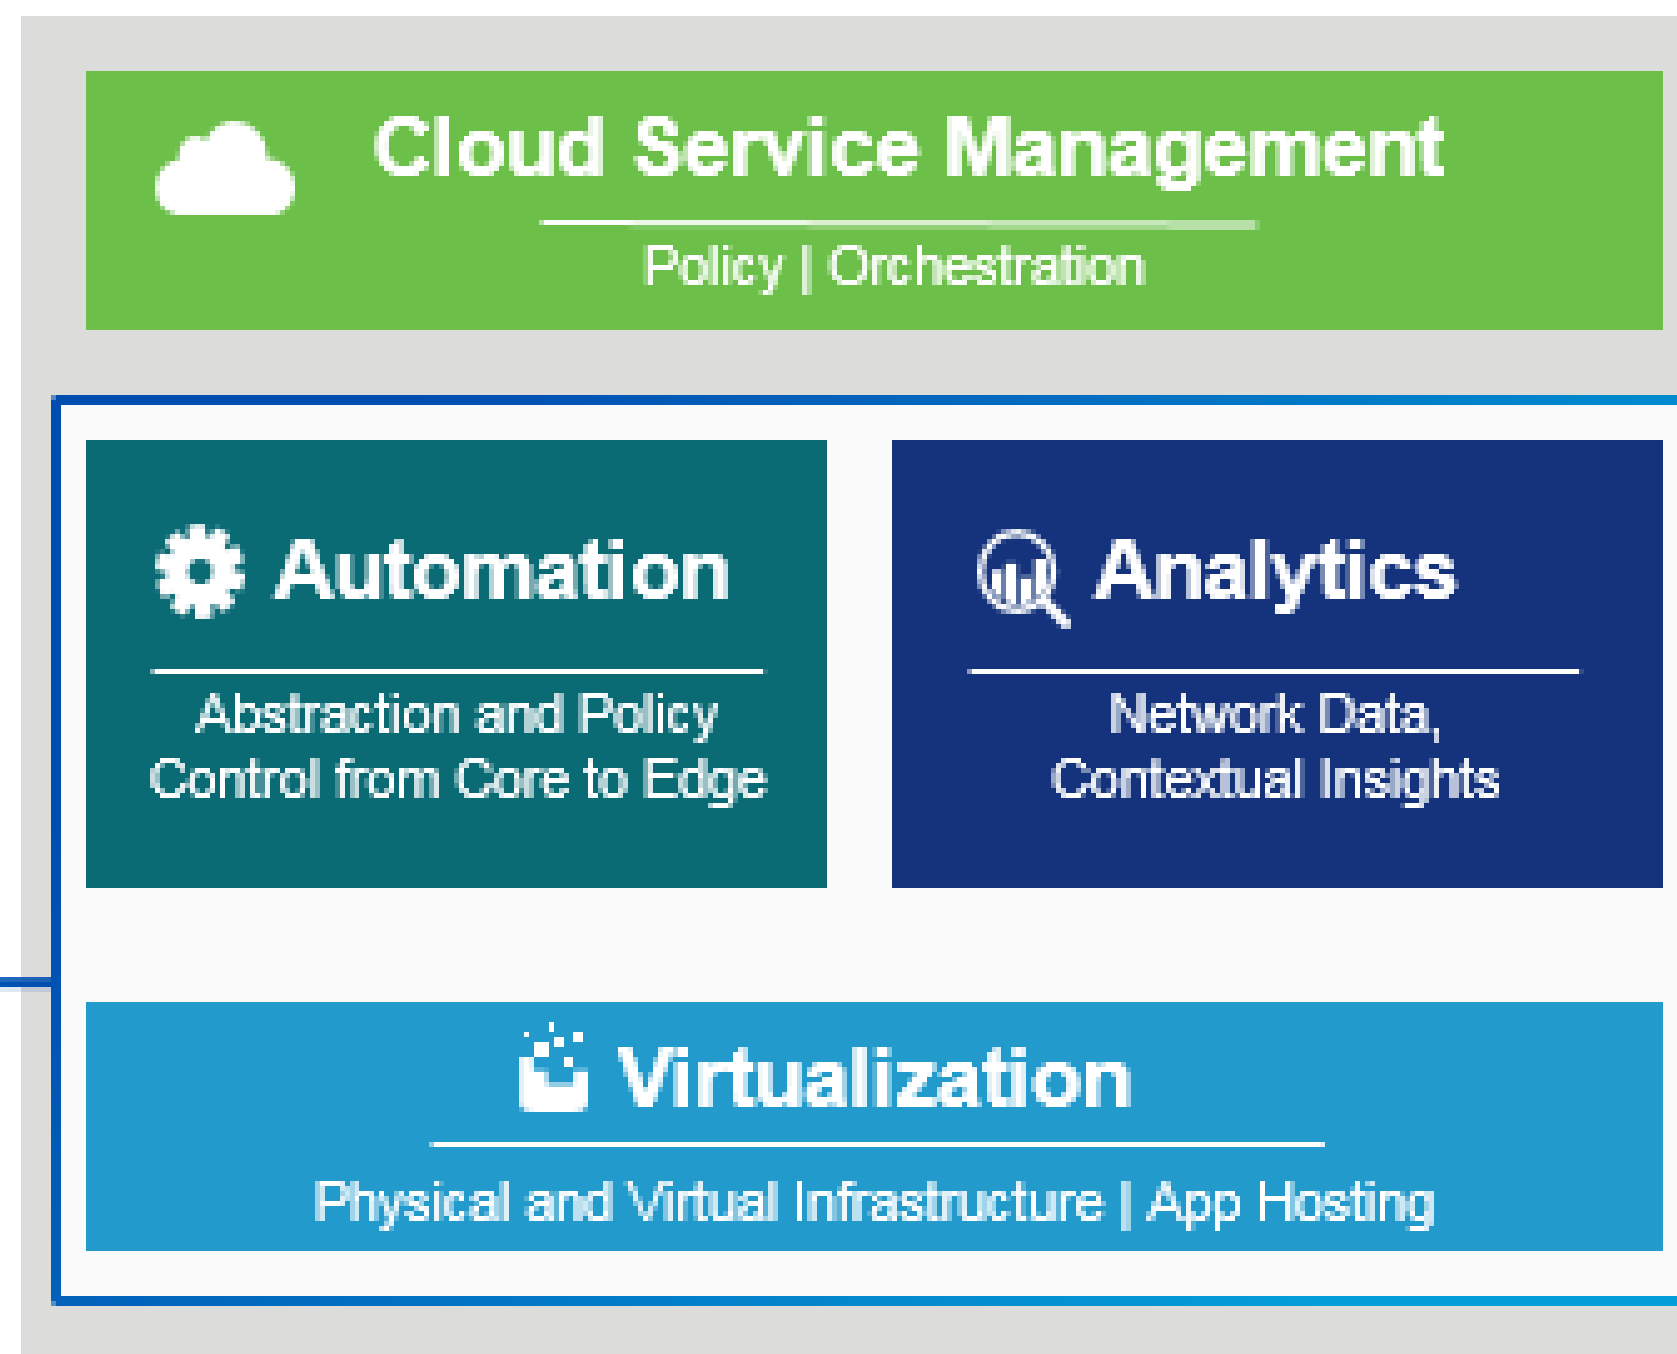 Cloud Service Management
Policy | Orchestration
Automation
Abstraction and Policy
Control from Core to Edge
Analytics
Network Data,
Contextual Insights
Virtualization
Physical and Virtual Infrastructure | App Hosting